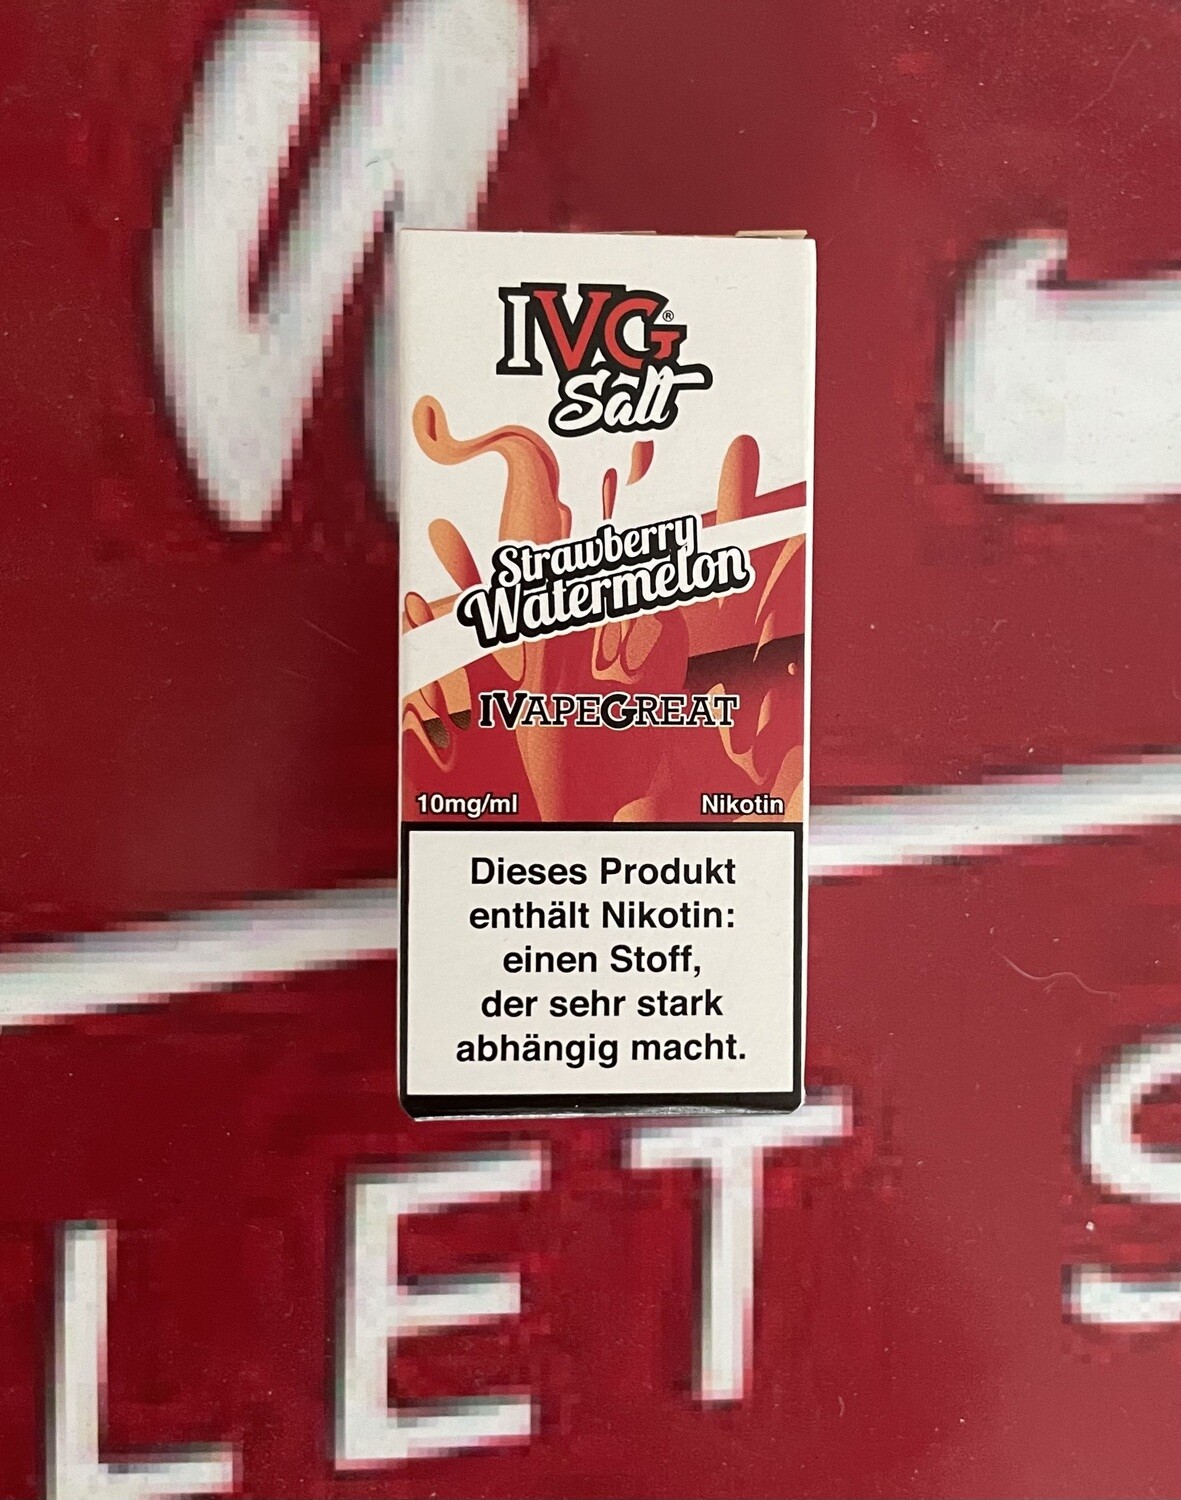 IVG®
Salt
Strawberry
Watermelon
IVAPEGREAT
10mg/ml Nikotin
Dieses Produkt
enthält Nikotin:
einen Stoff,
der sehr stark
abhängig macht.
LET S